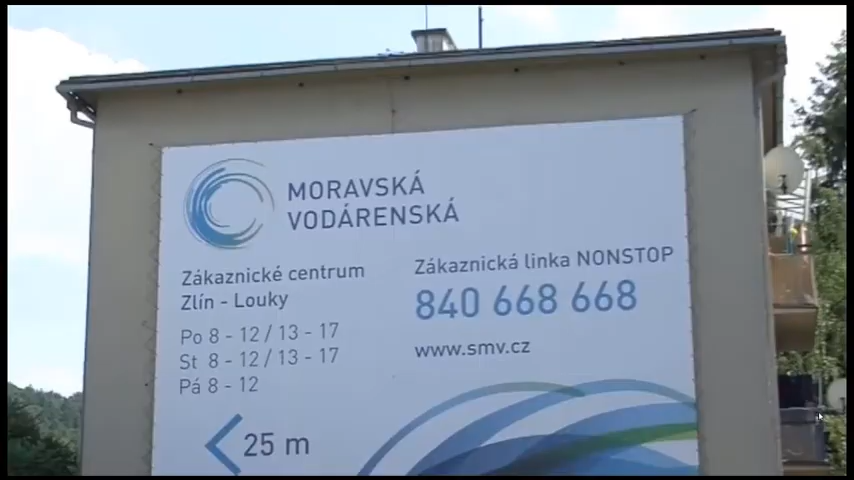 MORAVSKÁ
VODÁRENSKÁ
Zákaznické centrum
Zlín - Louky
Po 8 - 12 / 13 - 17
St 8 - 12 / 13 - 17
Pá 8 - 12
25 m
Zákaznická linka NONSTOP
840 668 668
www.smv.cz